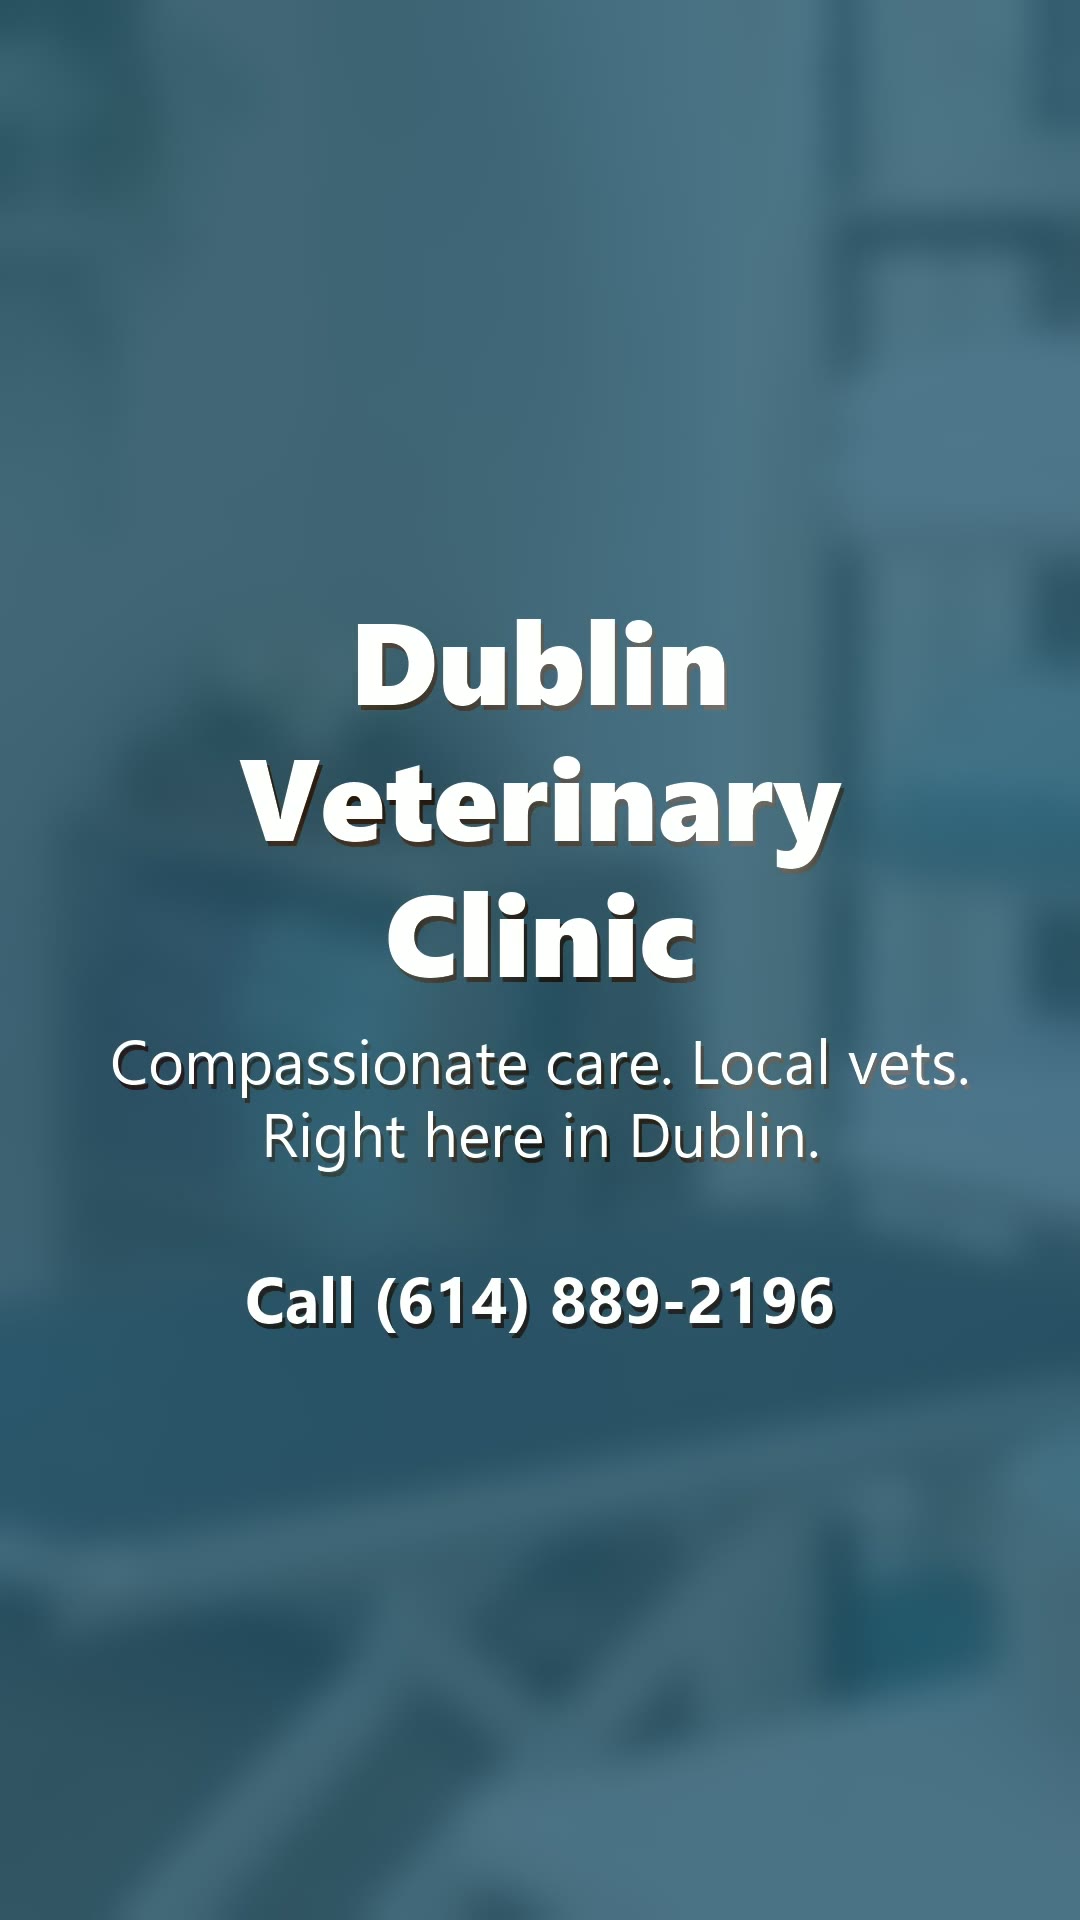 Dublin
Veterinary
Clinic
Compassionate care. Local vets.
Right here in Dublin.
Call (614) 889-2196